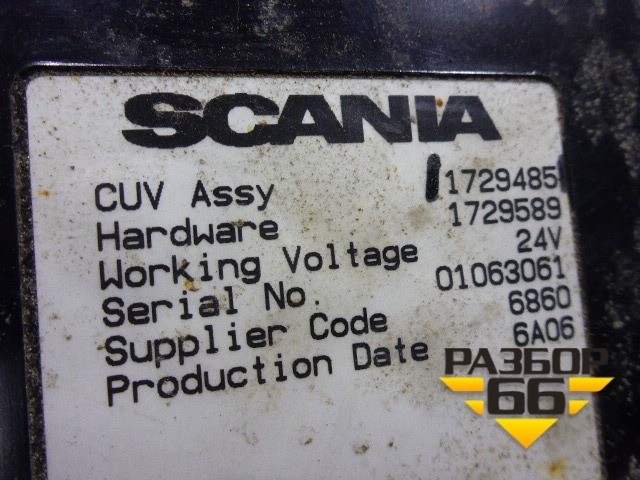 SCANIA
CUV Assy 1729485
Hardware 1729589
Working Voltage 24V
Serial No. 01063061
Supplier Code 6860
Production Date 6A06
РАЗБОР
66